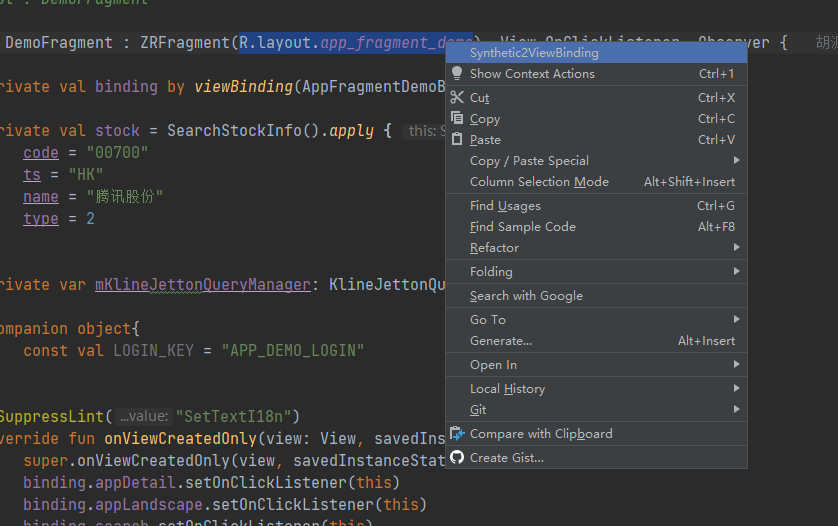 DemoFragment
DemoFragment : ZRFragment(R.layout.app_fragment_demo), View.OnClickListener, Observer {
rivate val binding by viewBinding(AppFragmentDemoB
rivate val stock = SearchStockInfo().apply { this: S
code = "00700"
ts = "HK"
name = "腾讯股份"
type = 2
rivate var mKlineJettonQueryManager: KlineJettonQu
ompanion object{
const val LOGIN_KEY = "APP_DEMO_LOGIN"
SuppressLint( ...value: "SetTextI18n")
verride fun onViewCreatedOnly(view: View, savedIns
super.onViewCreatedOnly(view, savedInstanceStat
binding.appDetail.setOnClickListener(this)
binding.appLandscape.setOnClickListener(this)
binding.search.setOnClickListener(this)
Synthetic2ViewBinding
Show Context Actions Ctrl+1
Cut Ctrl+X
Copy Ctrl+C
Paste Ctrl+V
Copy / Paste Special
Column Selection Mode Alt+Shift+Insert
Find Usages Ctrl+G
Find Sample Code Alt+F8
Refactor
Folding
Search with Google
Go To
Generate... Alt+Insert
Open In
Local History
Git
Compare with Clipboard
Create Gist...